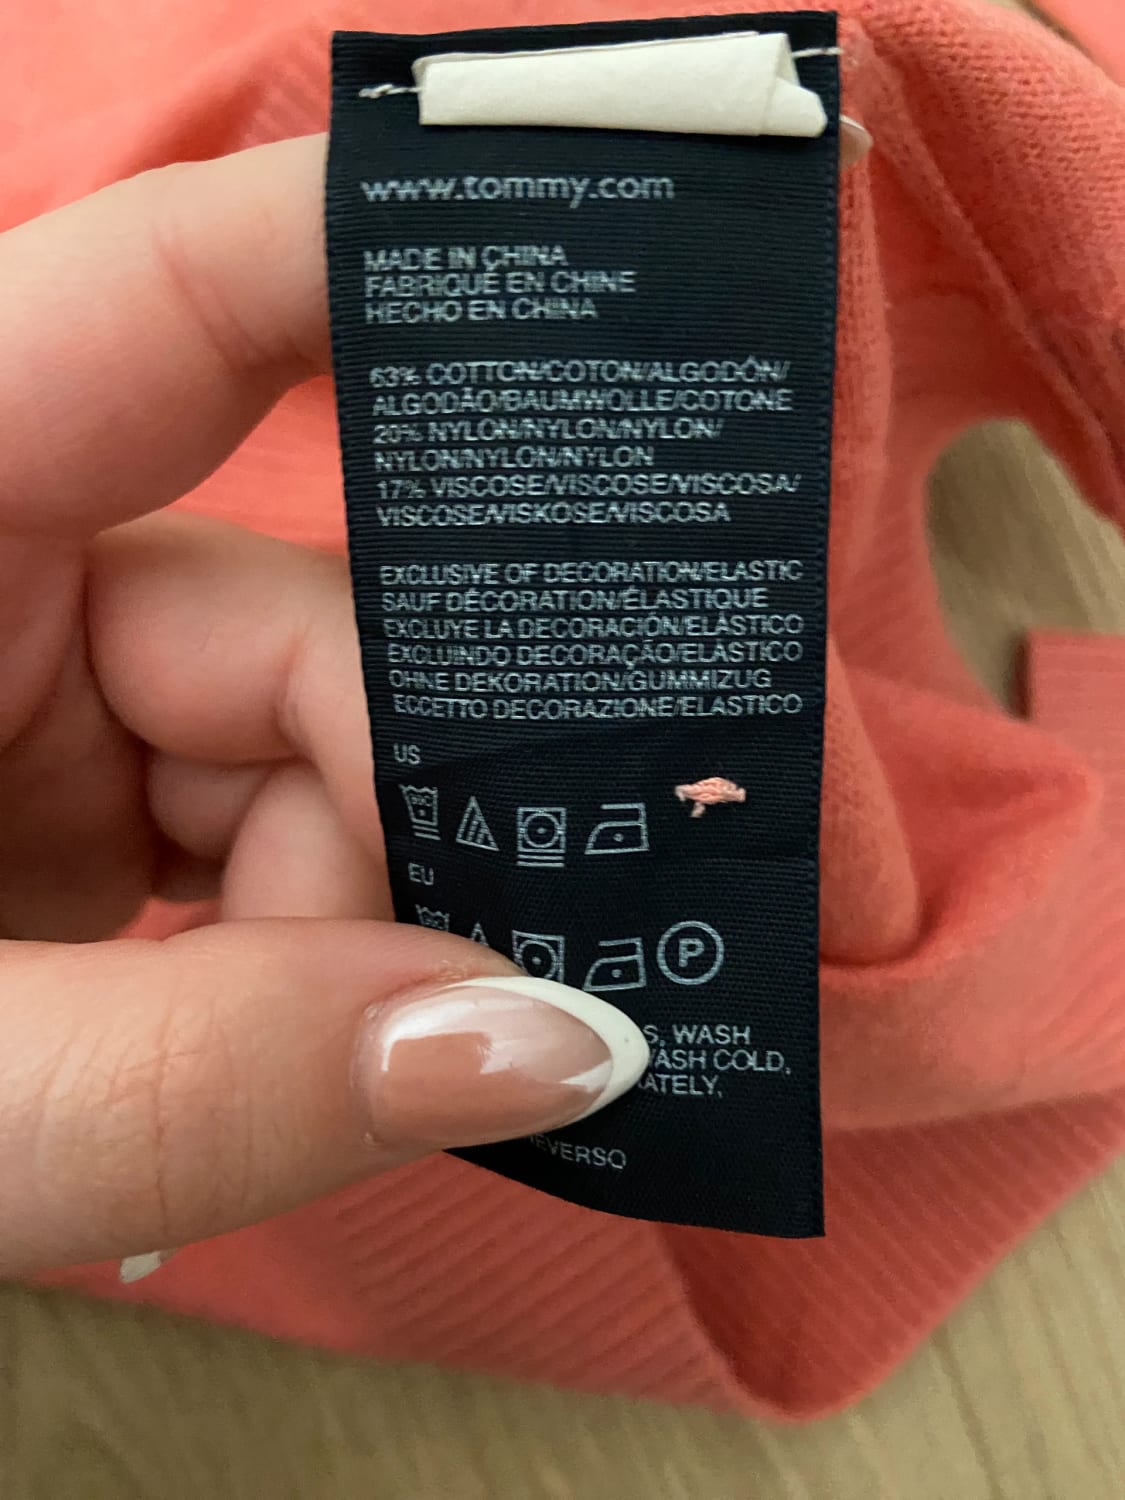 www.tommy.com
MADE IN CHINA
FABRIQUÉ EN CHINE
HECHO EN CHINA
63% COTTON/COTON/ALGODÓN/
ALGODÃO/BAUMWOLLE/COTONE
20% NYLON/NYLON/NYLON/
NYLON/NYLON/NYLON
17% VISCOSE/VISCOSE/VISCOSA/
VISCOSE/VISKOSE/VISCOSA
EXCLUSIVE OF DECORATION/ELASTIC
SAUF DÉCORATION/ÉLASTIQUE
EXCLUYE LA DECORACIÓN/ELÁSTICO
EXCLUINDO DECORAÇÃO/ELÁSTICO
OHNE DEKORATION/GUMMIZUG
ECCETTO DECORAZIONE/ELASTICO
US
EU
P
S, WASH
WASH COLD,
ATELY,
REVERSO